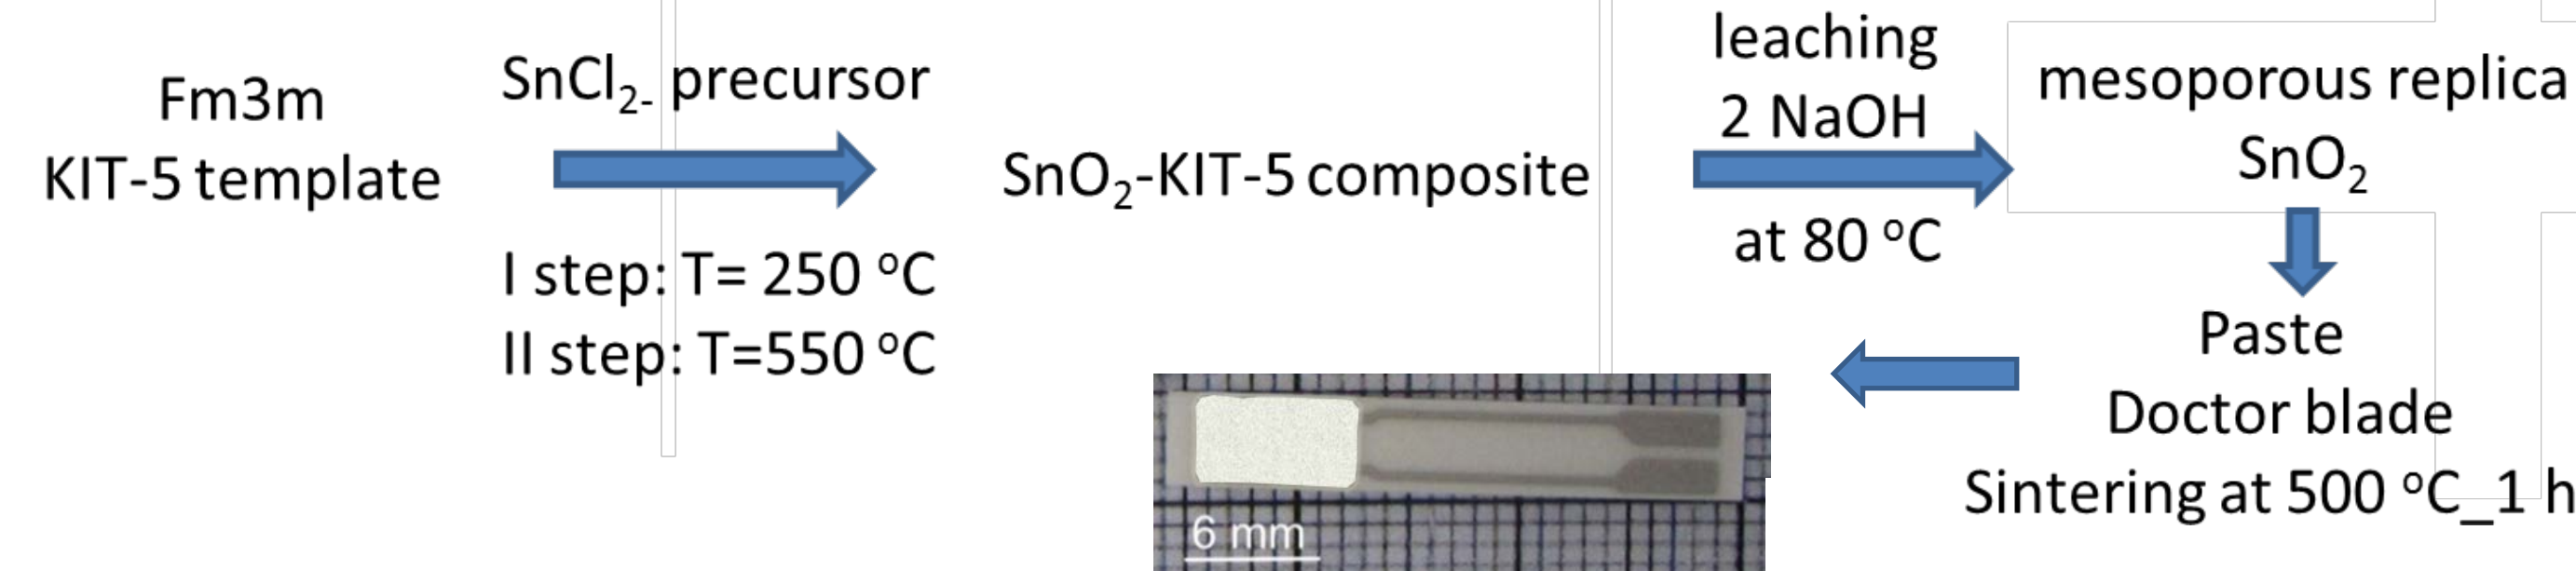 Fm3m
KIT-5 template
SnCl₂₋ precursor
I step: T= 250 °C
II step: T=550 °C
SnO₂-KIT-5 composite
leaching
2 NaOH
at 80 °C
mesoporous replica
SnO₂
Paste
Doctor blade
Sintering at 500 °C_1 h
6 mm